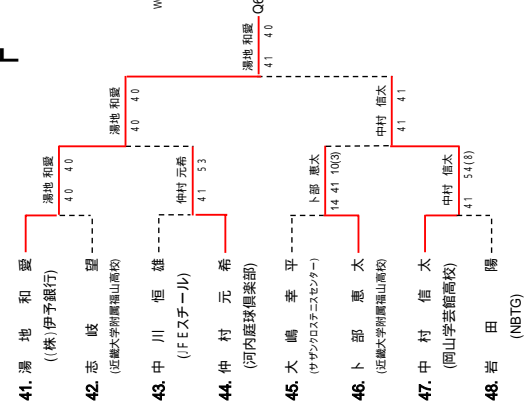 41. 湯 地 和 愛
((株)伊予銀行)
42. 志 岐 望
(近畿大学附属福山高校)
43. 中 川 恒 雄
(JFEスチール)
44. 仲 村 元 希
(河内庭球倶楽部)
45. 大 嶋 幸 平
(サザンクロステニスセンター)
46. 卜 部 恵 太
(近畿大学附属福山高校)
47. 中 村 信 太
(岡山学芸館高校)
48. 岩 田 陽
(NBTG)
湯地 和愛
40 40
仲村 元希
41 53
卜部 恵太
14 41 10(3)
中村 信太
41 54(8)
湯地 和愛
40 40
中村 信太
41 41
湯地 和愛
41 40
Q6